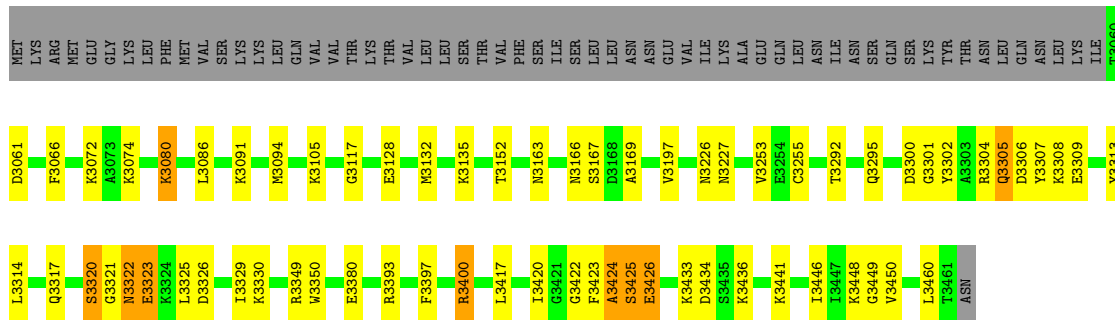 MET LYS ARG MET GLU GLY LYS LEU PHE MET VAL SER LYS LYS LEU GLN VAL VAL THR LYS THR VAL LEU LEU SER THR VAL PHE SER ILE SER LEU LEU ASN ASN GLU VAL ILE LYS ALA GLU GLN LEU ASN ILE ASN SER GLN SER LYS TYR THR ASN LEU GLN ASN LEU LYS ILE T3060
D3061 F3066 K3072 A3073 K3074 K3080 L3086 K3091 M3094 K3105 G3117 E3128 M3132 K3135 T3152 N3163 N3166 S3167 D3168 A3169 V3197 N3226 N3227 V3253 E3254 C3255 T3292 Q3295 D3300 G3301 Y3302 A3303 R3304 Q3305 D3306 Y3307 K3308 E3309 Y3313
L3314 Q3317 S3320 G3321 N3322 E3323 K3324 L3325 D3326 I3329 K3330 R3349 W3350 E3380 R3393 F3397 R3400 L3417 I3420 G3421 G3422 F3423 A3424 S3425 E3426 K3433 D3434 S3435 K3436 K3441 I3446 I3447 K3448 G3449 V3450 L3460 T3461 ASN